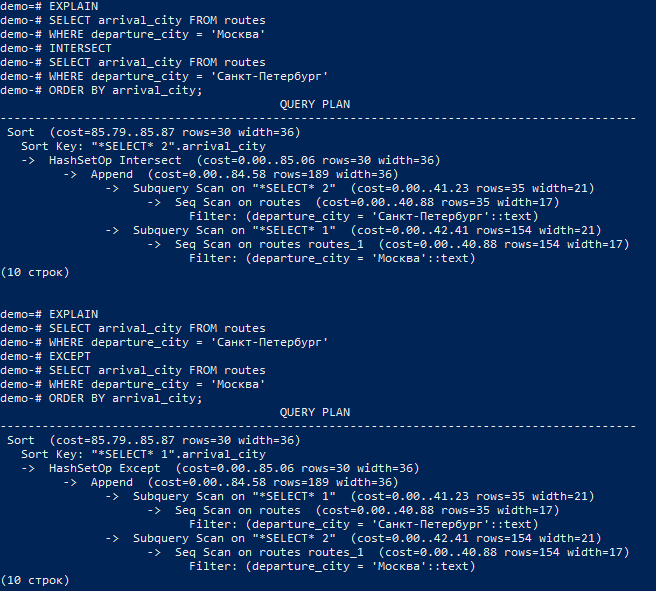 demo=# EXPLAIN
demo-# SELECT arrival_city FROM routes
demo-# WHERE departure_city = 'Москва'
demo-# INTERSECT
demo-# SELECT arrival_city FROM routes
demo-# WHERE departure_city = 'Санкт-Петербург'
demo-# ORDER BY arrival_city;
                                        QUERY PLAN
-------------------------------------------------------------------------------------------
 Sort  (cost=85.79..85.87 rows=30 width=36)
   Sort Key: "*SELECT* 2".arrival_city
   ->  HashSetOp Intersect  (cost=0.00..85.06 rows=30 width=36)
         ->  Append  (cost=0.00..84.58 rows=189 width=36)
               ->  Subquery Scan on "*SELECT* 2"  (cost=0.00..41.23 rows=35 width=21)
                     ->  Seq Scan on routes  (cost=0.00..40.88 rows=35 width=17)
                           Filter: (departure_city = 'Санкт-Петербург'::text)
               ->  Subquery Scan on "*SELECT* 1"  (cost=0.00..42.41 rows=154 width=21)
                     ->  Seq Scan on routes routes_1  (cost=0.00..40.88 rows=154 width=17)
                           Filter: (departure_city = 'Москва'::text)
(10 строк)
demo=# EXPLAIN
demo-# SELECT arrival_city FROM routes
demo-# WHERE departure_city = 'Санкт-Петербург'
demo-# EXCEPT
demo-# SELECT arrival_city FROM routes
demo-# WHERE departure_city = 'Москва'
demo-# ORDER BY arrival_city;
                                        QUERY PLAN
-------------------------------------------------------------------------------------------
 Sort  (cost=85.79..85.87 rows=30 width=36)
   Sort Key: "*SELECT* 1".arrival_city
   ->  HashSetOp Except  (cost=0.00..85.06 rows=30 width=36)
         ->  Append  (cost=0.00..84.58 rows=189 width=36)
               ->  Subquery Scan on "*SELECT* 1"  (cost=0.00..41.23 rows=35 width=21)
                     ->  Seq Scan on routes  (cost=0.00..40.88 rows=35 width=17)
                           Filter: (departure_city = 'Санкт-Петербург'::text)
               ->  Subquery Scan on "*SELECT* 2"  (cost=0.00..42.41 rows=154 width=21)
                     ->  Seq Scan on routes routes_1  (cost=0.00..40.88 rows=154 width=17)
                           Filter: (departure_city = 'Москва'::text)
(10 строк)